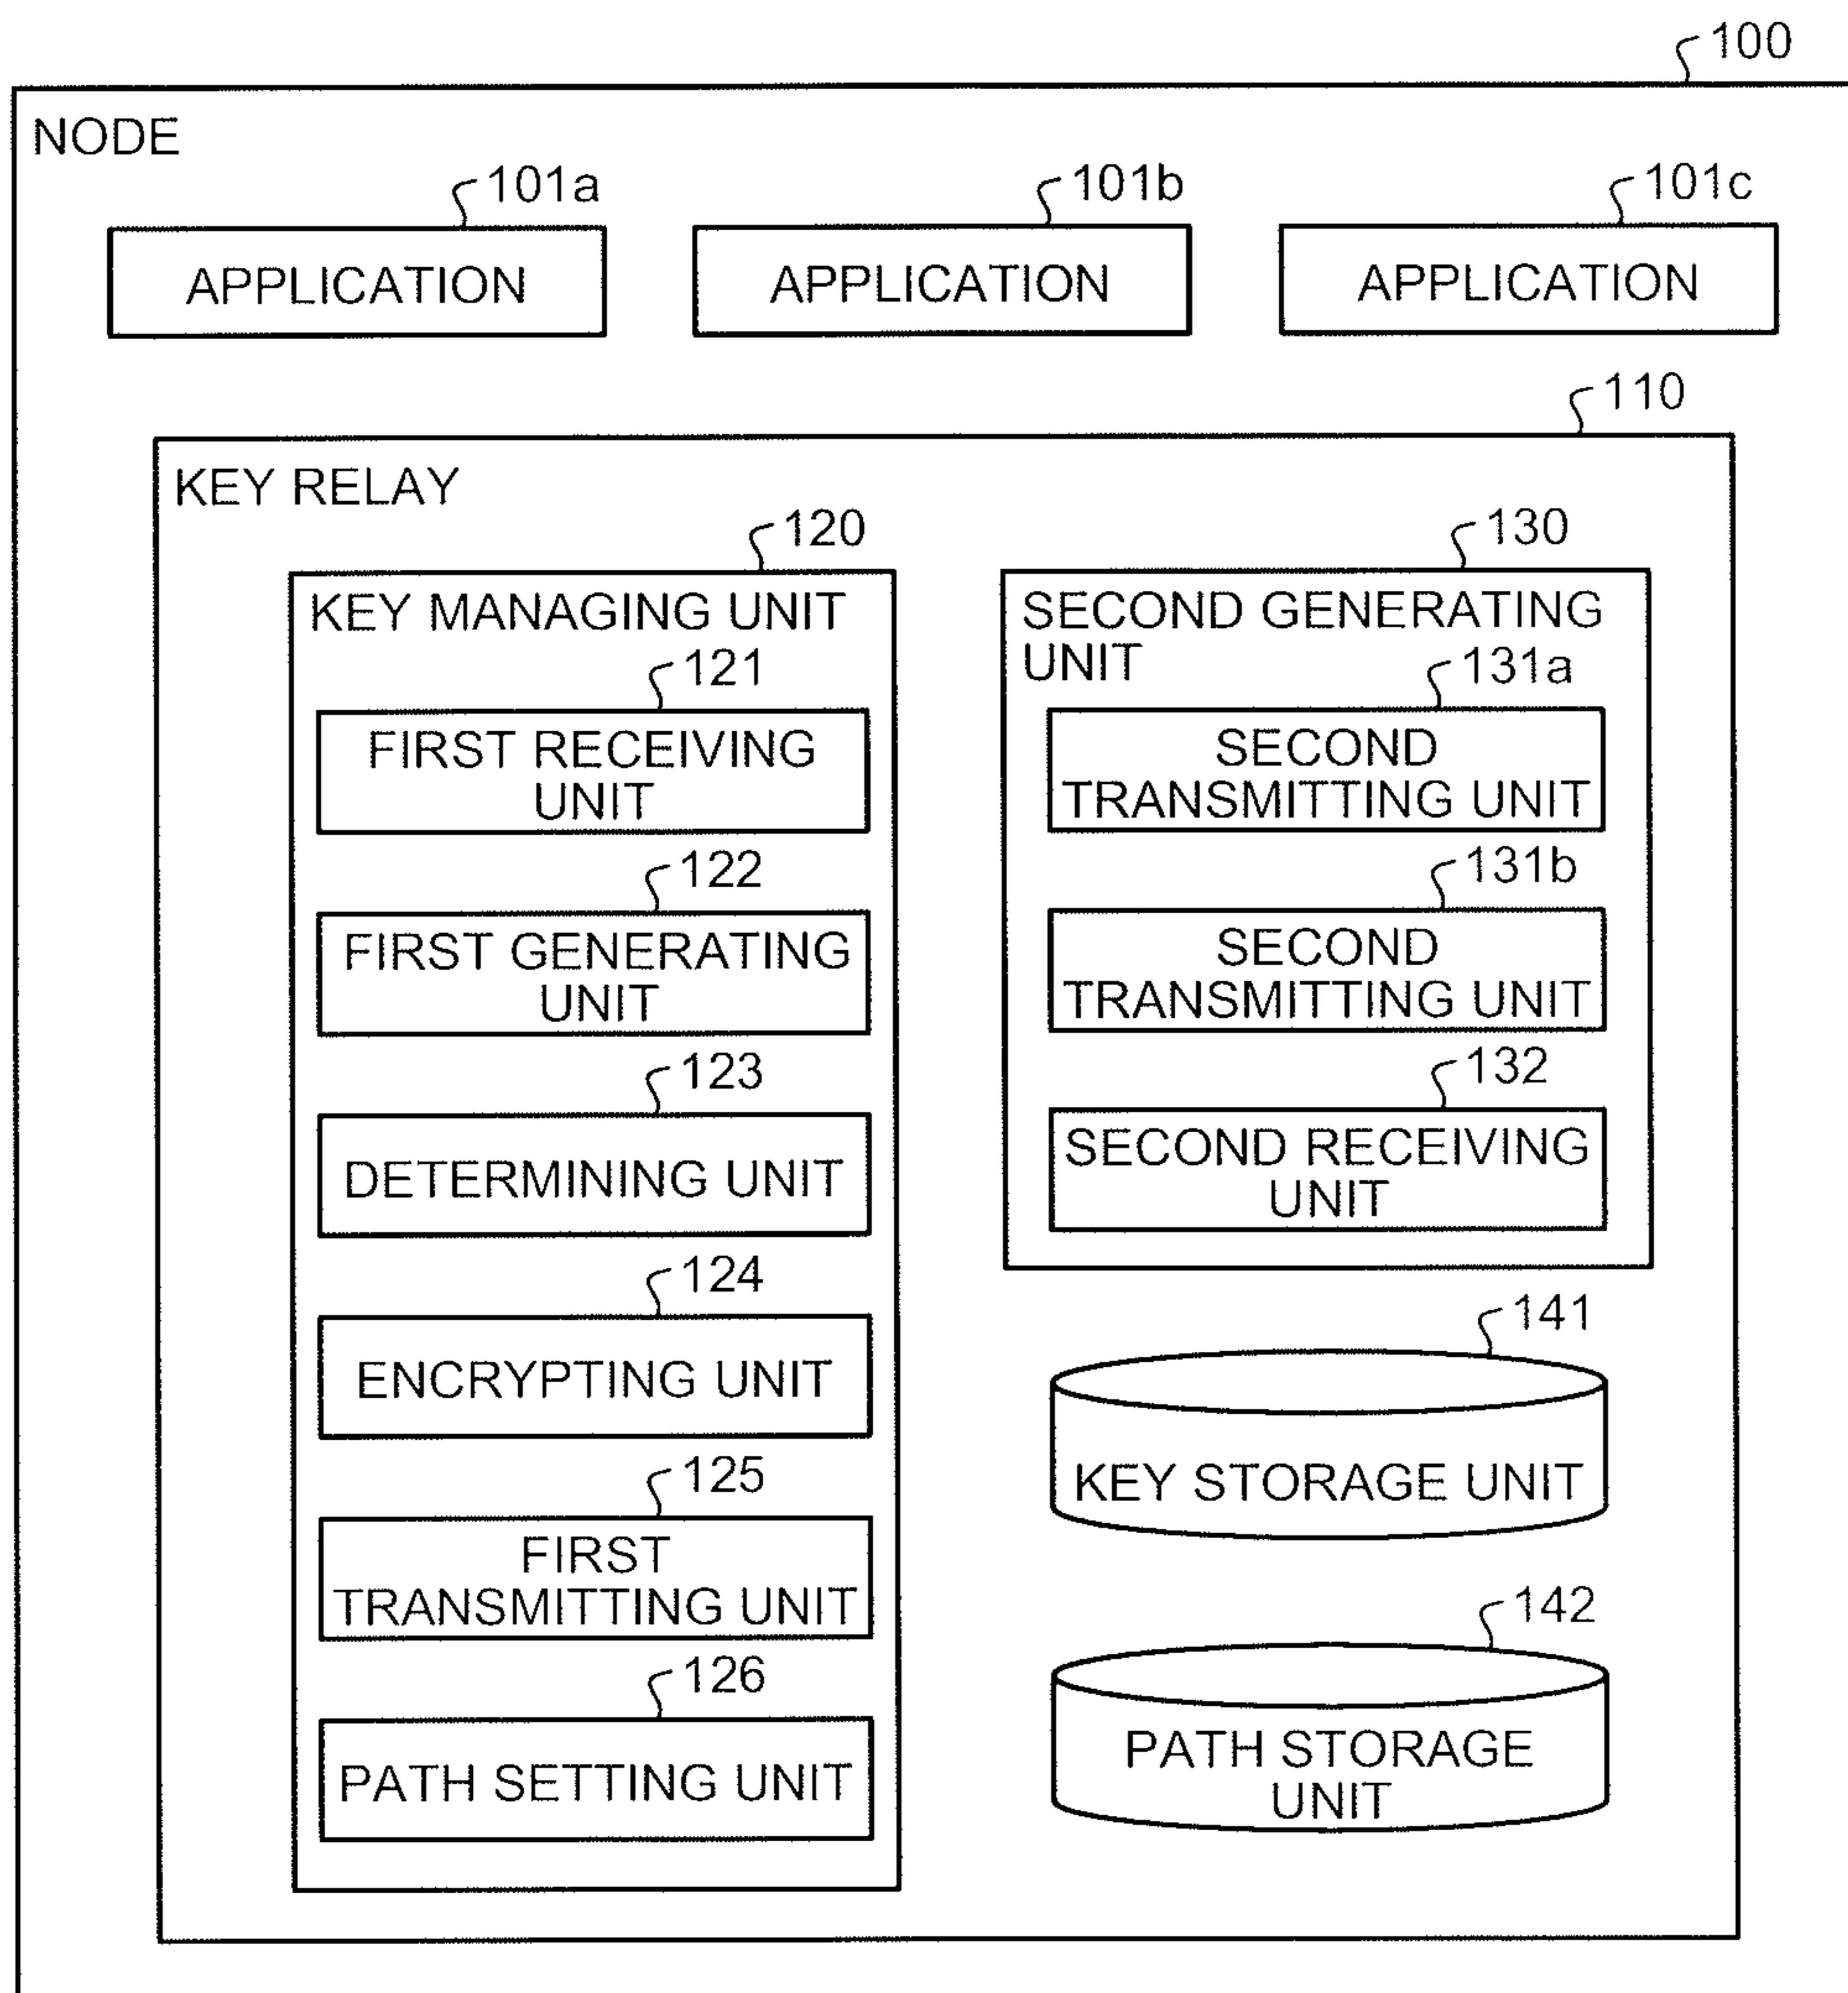 100
NODE
101a
101b
101c
APPLICATION
APPLICATION
APPLICATION
110
KEY RELAY
120
KEY MANAGING UNIT
121
FIRST RECEIVING
UNIT
122
FIRST GENERATING
UNIT
123
DETERMINING UNIT
124
ENCRYPTING UNIT
125
FIRST
TRANSMITTING UNIT
126
PATH SETTING UNIT
130
SECOND GENERATING
UNIT
131a
SECOND
TRANSMITTING UNIT
131b
SECOND
TRANSMITTING UNIT
132
SECOND RECEIVING
UNIT
141
KEY STORAGE UNIT
142
PATH STORAGE
UNIT